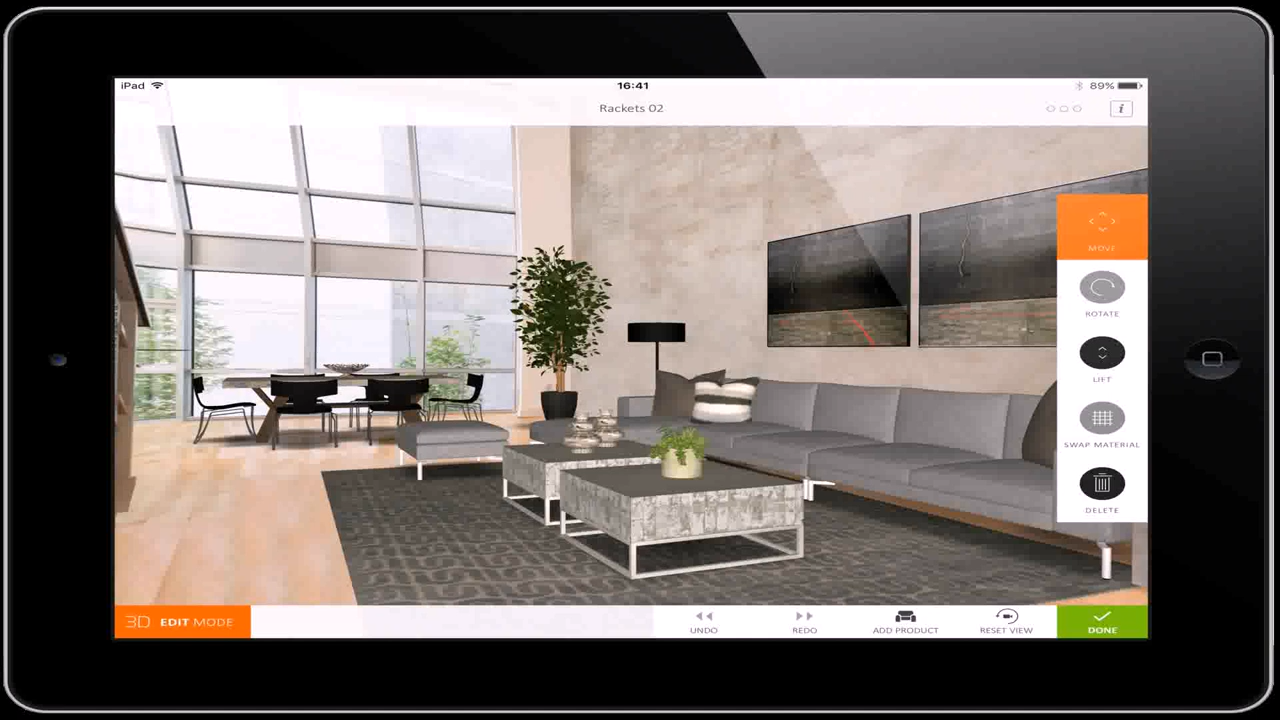 iPad 16:41 89%
Rackets 02
i
MOVE
ROTATE
LIFT
SWAP MATERIAL
DELETE
3D EDIT MODE
UNDO
REDO
ADD PRODUCT
RESET VIEW
DONE